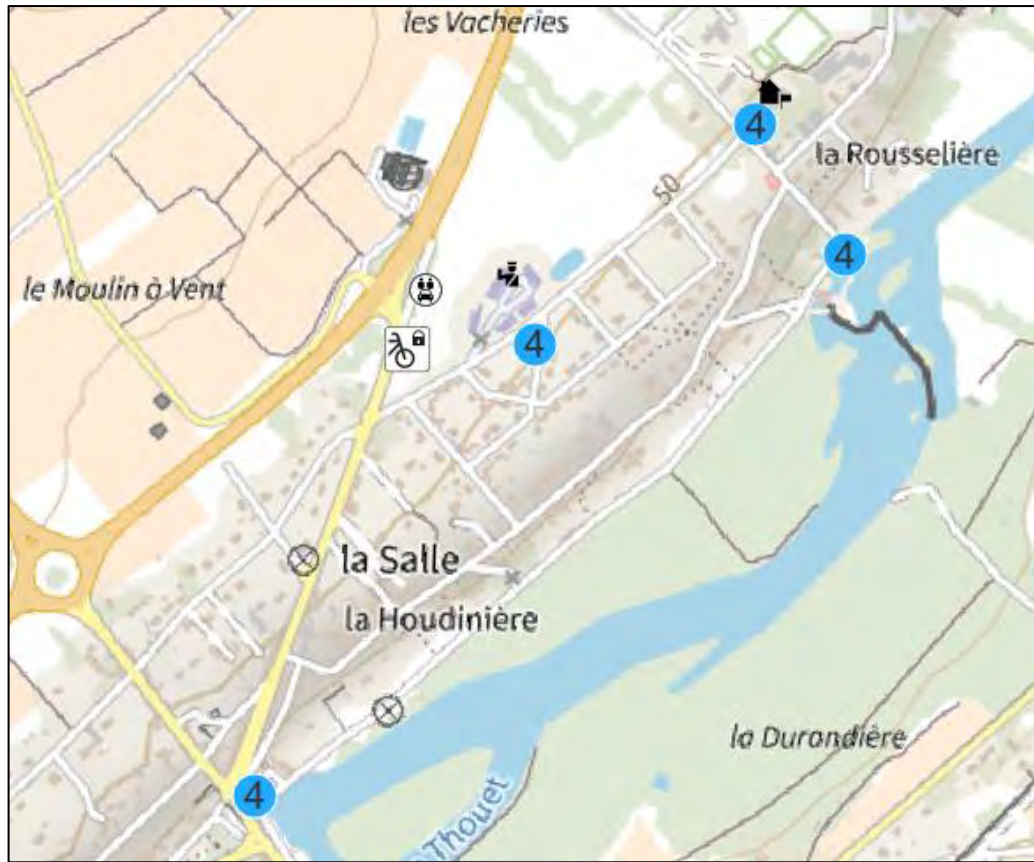 les Vacheries
4
la Rousselière
50
4
le Moulin à Vent
4
la Salle
la Houdinière
la Durandière
4
Thouet